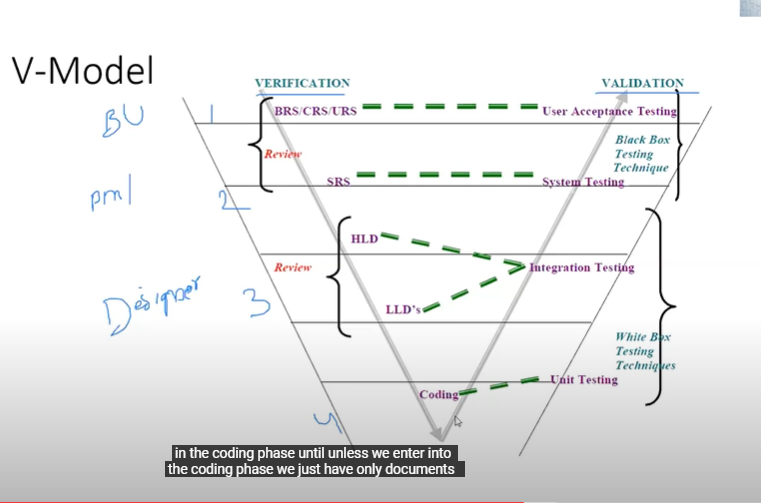 V-Model
VERIFICATION
VALIDATION
BU
1
BRS/CRS/URS
User Acceptance Testing
Review
Black Box
Testing
Technique
pm
2
SRS
System Testing
HLD
Review
Integration Testing
Designer
3
LLD's
White Box
Testing
Techniques
Unit Testing
Coding
4
in the coding phase until unless we enter into
the coding phase we just have only documents